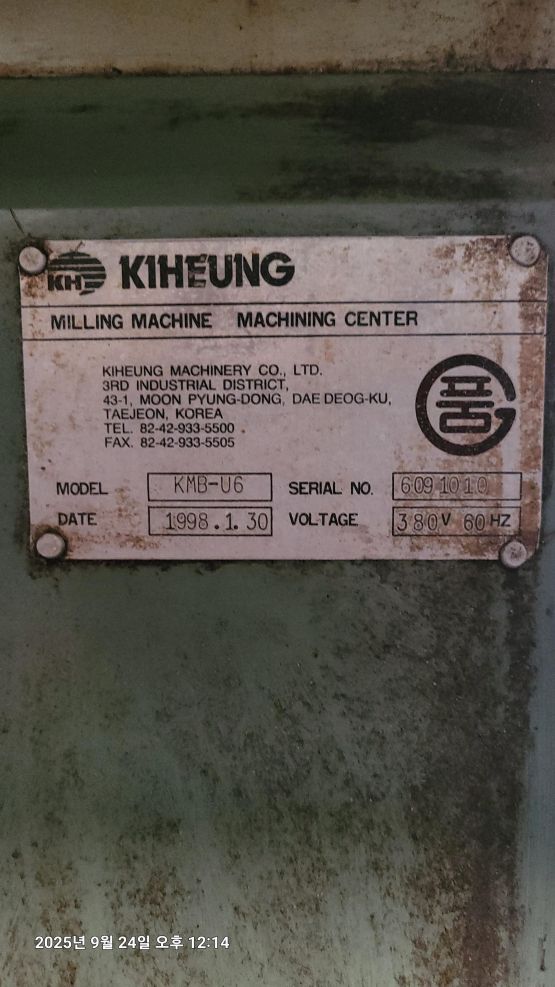 KH KIHEUNG
MILLING MACHINE MACHINING CENTER
KIHEUNG MACHINERY CO., LTD.
3RD INDUSTRIAL DISTRICT,
43-1, MOON PYUNG-DONG, DAE DEOG-KU,
TAEJEON, KOREA
TEL. 82-42-933-5500
FAX. 82-42-933-5505
품
MODEL KMB-U6 SERIAL NO. 6091010
DATE 1998.1.30 VOLTAGE 380V 60HZ
2025년 9월 24일 오후 12:14